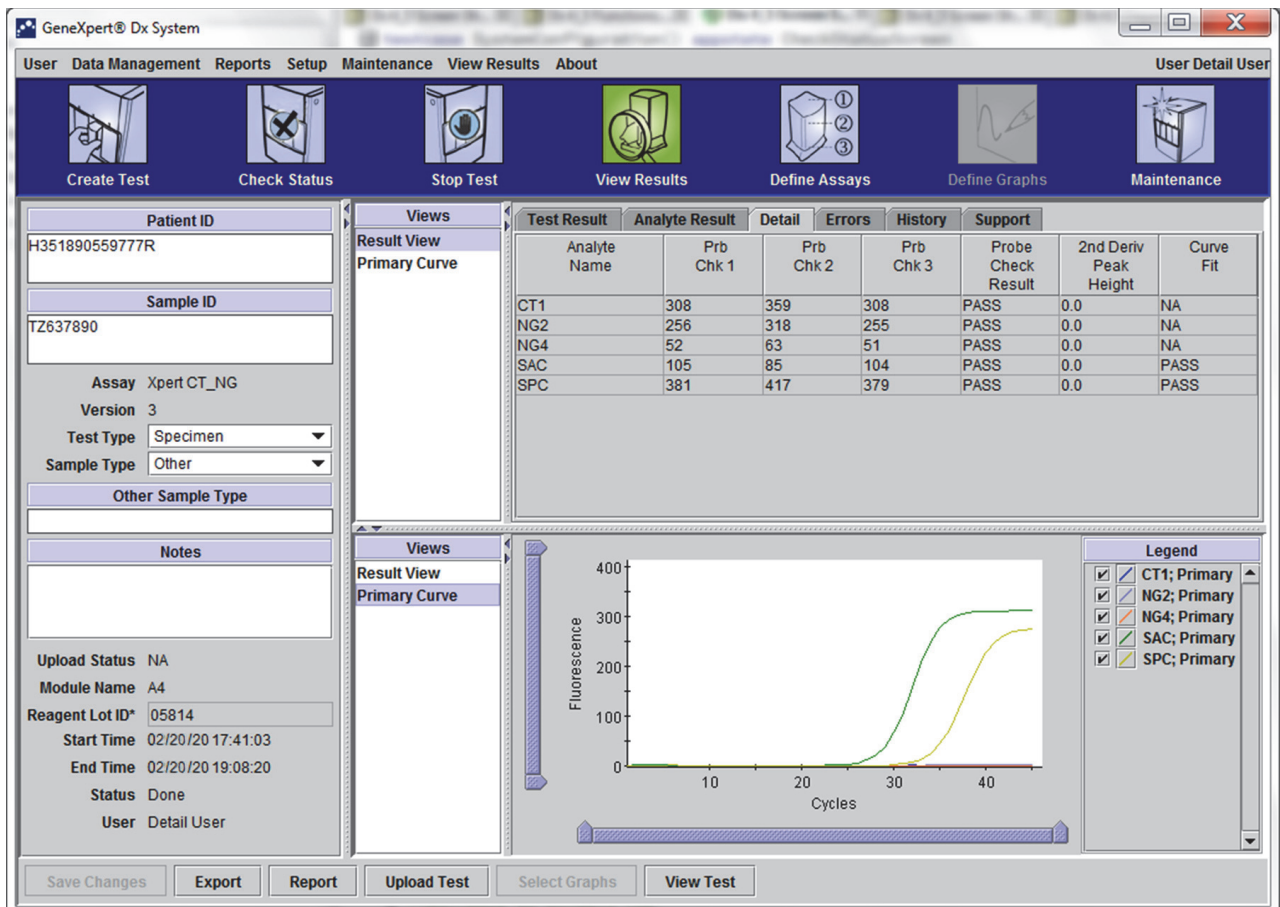 GeneXpert® Dx System
User Data Management Reports Setup Maintenance View Results About User Detail User
Create Test Check Status Stop Test View Results Define Assays Define Graphs Maintenance
① ② ③
Patient ID
H351890559777R
Sample ID
TZ637890
Assay Xpert CT_NG
Version 3
Test Type Specimen
Sample Type Other
Other Sample Type
Notes
Upload Status NA
Module Name A4
Reagent Lot ID* 05814
Start Time 02/20/20 17:41:03
End Time 02/20/20 19:08:20
Status Done
User Detail User
Views
Result View
Primary Curve
Test Result Analyte Result Detail Errors History Support
Analyte Name Prb Chk 1 Prb Chk 2 Prb Chk 3 Probe Check Result 2nd Deriv Peak Height Curve Fit
CT1 308 359 308 PASS 0.0 NA
NG2 256 318 255 PASS 0.0 NA
NG4 52 63 51 PASS 0.0 NA
SAC 105 85 104 PASS 0.0 PASS
SPC 381 417 379 PASS 0.0 PASS
Views
Result View
Primary Curve
Fluorescence
400
300
200
100
0
10 20 30 40
Cycles
Legend
CT1; Primary
NG2; Primary
NG4; Primary
SAC; Primary
SPC; Primary
Save Changes Export Report Upload Test Select Graphs View Test